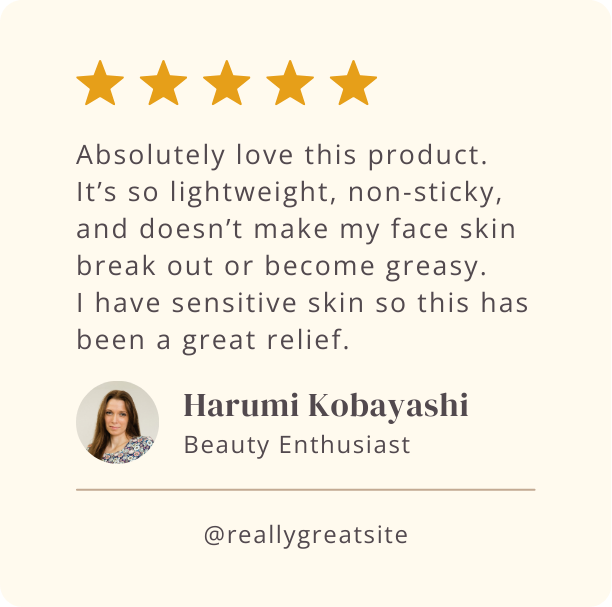 Absolutely love this product.
It’s so lightweight, non-sticky,
and doesn’t make my face skin
break out or become greasy.
I have sensitive skin so this has
been a great relief.
Harumi Kobayashi
Beauty Enthusiast
@reallygreatsite